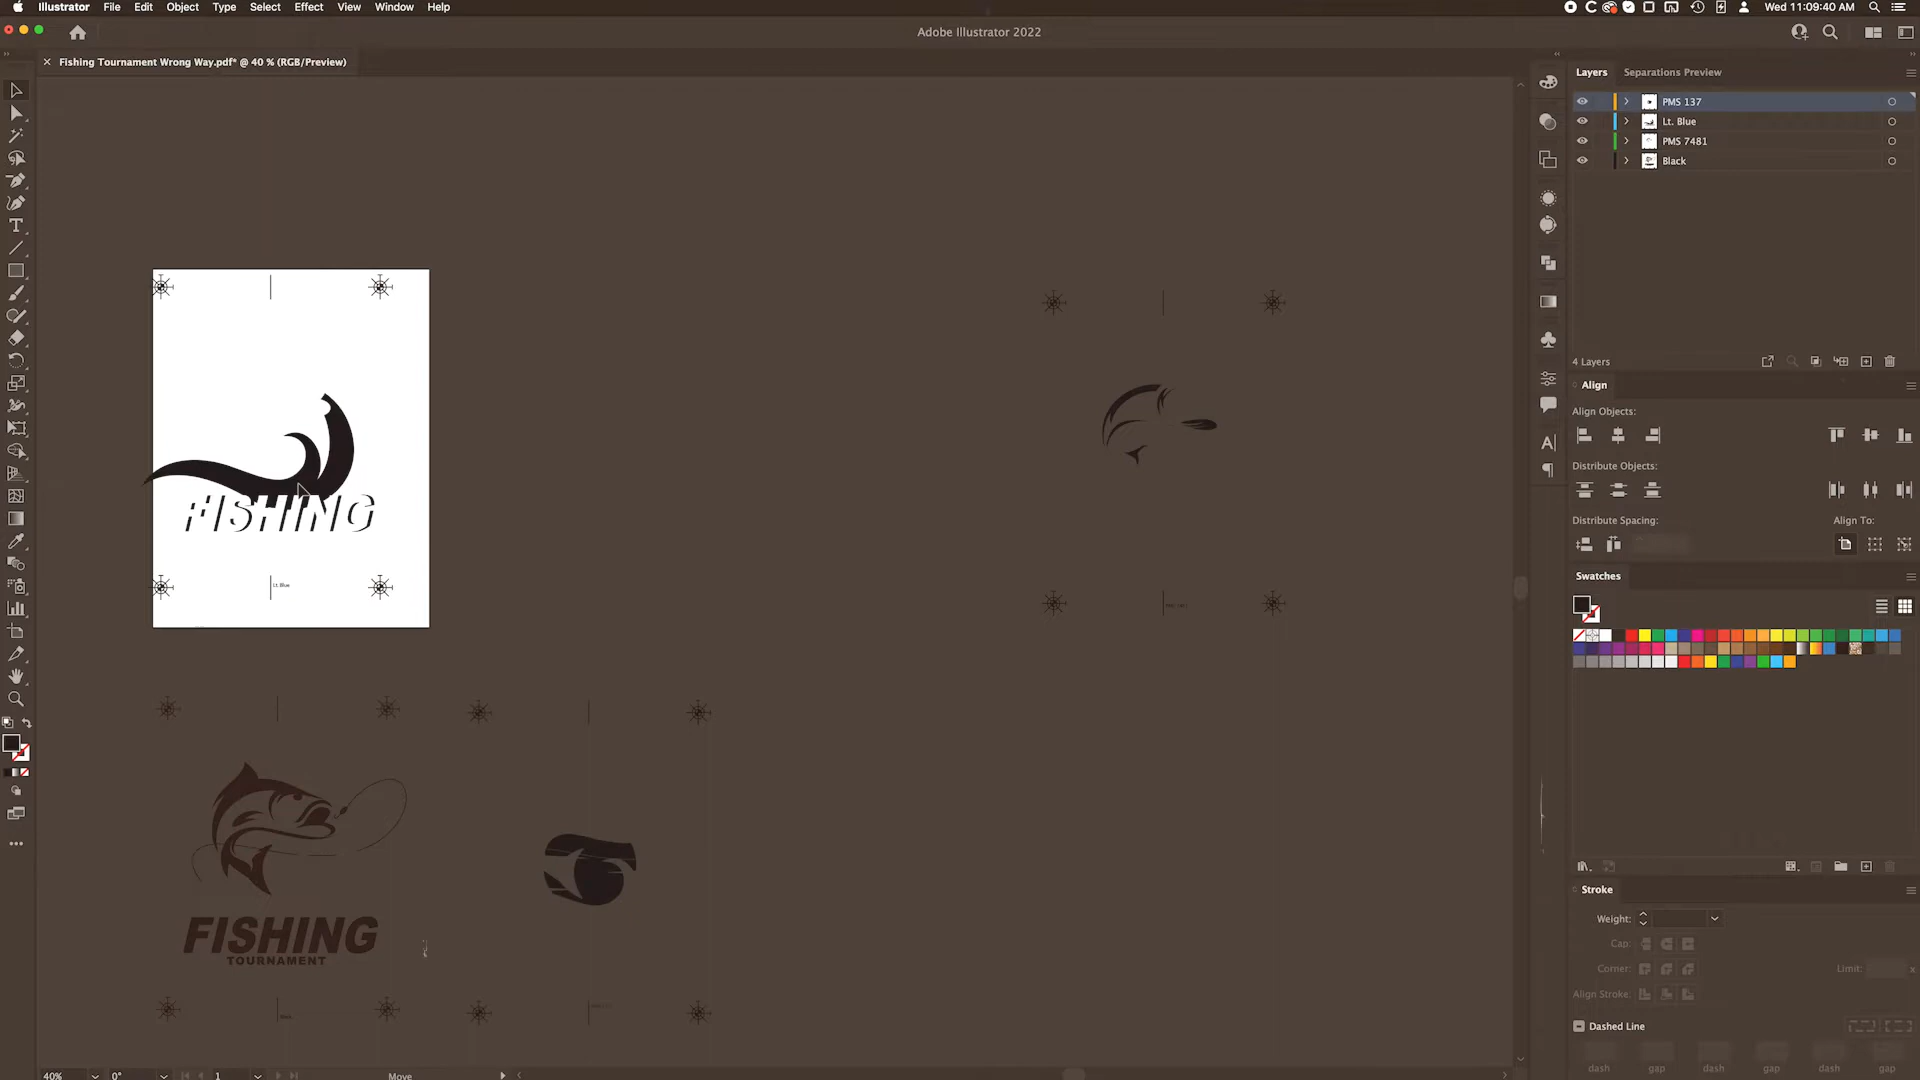 Illustrator File Edit Object Type Select Effect View Window Help
Wed 11:09:40 AM
Adobe Illustrator 2022
Fishing Tournament Wrong Way.pdf* @ 40 % (RGB/Preview)
Layers Separations Preview
PMS 137
Lt. Blue
PMS 7481
Black
4 Layers
Align
Align Objects:
Distribute Objects:
Distribute Spacing:
Align To:
Swatches
Stroke
Weight:
Cap:
Corner:
Limit:
x
Align Stroke:
Dashed Line
dash gap dash gap dash gap
FISHING
Lt. Blue
FISHING
TOURNAMENT
40% 0° 1 Move